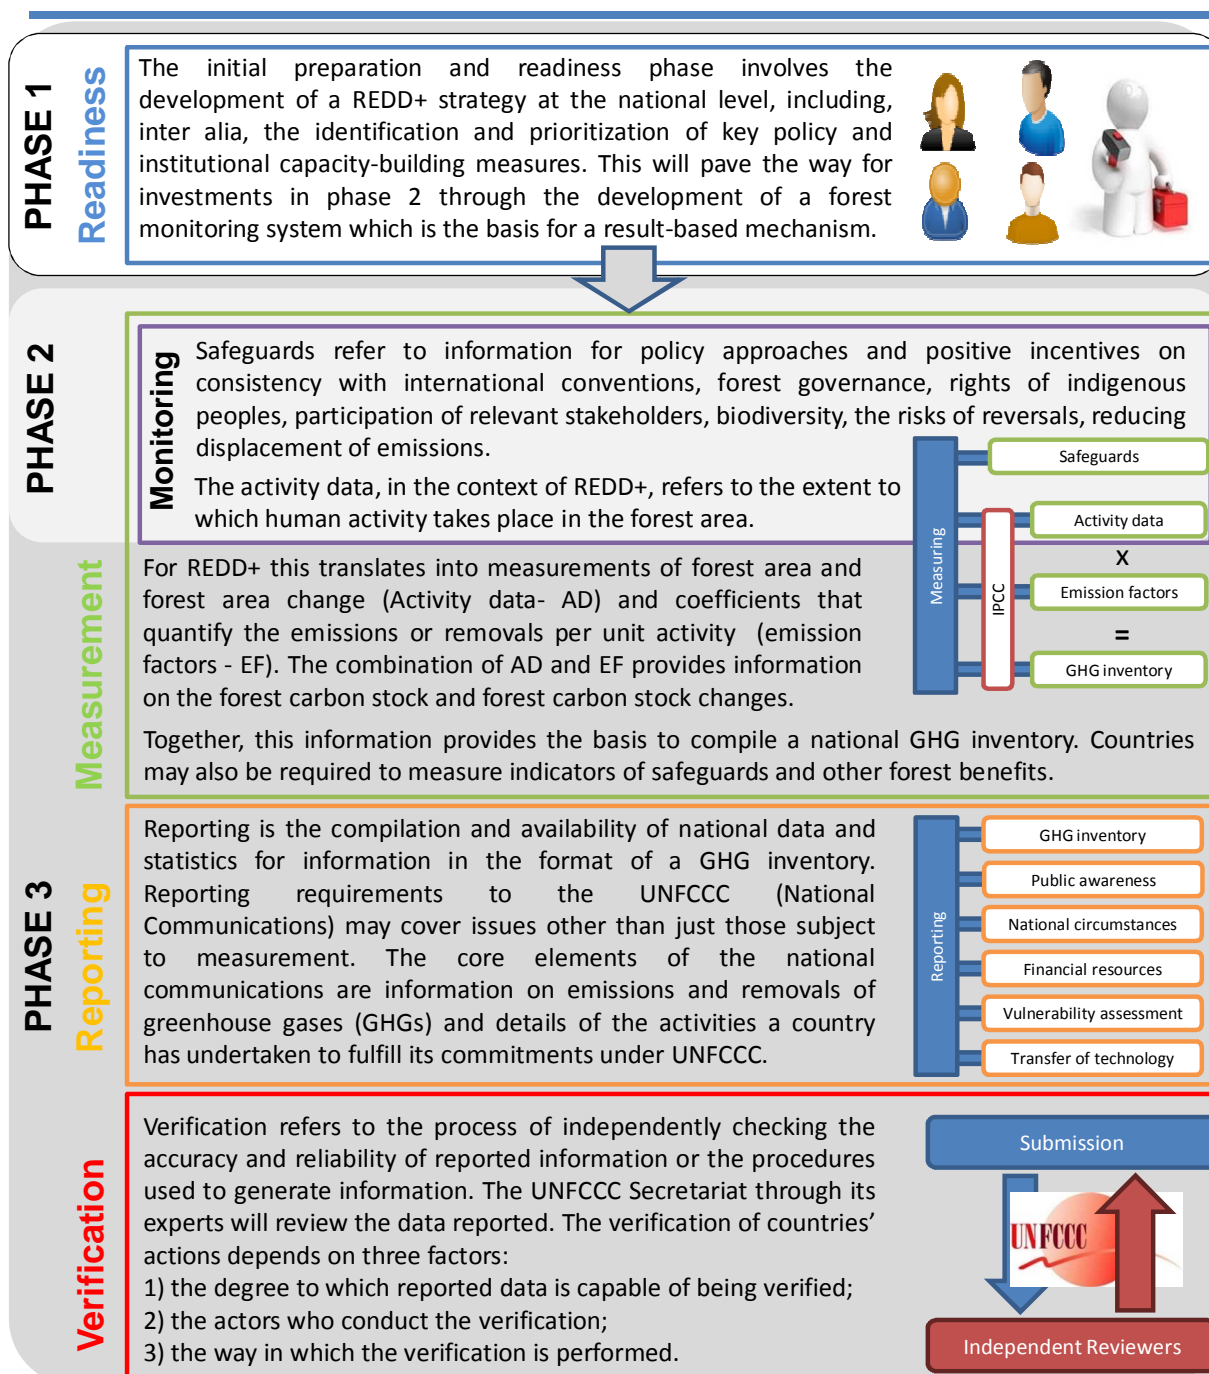 PHASE 1
Readiness
The initial preparation and readiness phase involves the
development of a REDD+ strategy at the national level, including,
inter alia, the identification and prioritization of key policy and
institutional capacity-building measures. This will pave the way for
investments in phase 2 through the development of a forest
monitoring system which is the basis for a result-based mechanism.
PHASE 2
Monitoring
Safeguards refer to information for policy approaches and positive incentives on
consistency with international conventions, forest governance, rights of indigenous
peoples, participation of relevant stakeholders, biodiversity, the risks of reversals, reducing
displacement of emissions.
The activity data, in the context of REDD+, refers to the extent to
which human activity takes place in the forest area.
Measuring
IPCC
Safeguards
Activity data
X
Emission factors
=
GHG inventory
Measurement
For REDD+ this translates into measurements of forest area and
forest area change (Activity data- AD) and coefficients that
quantify the emissions or removals per unit activity (emission
factors - EF). The combination of AD and EF provides information
on the forest carbon stock and forest carbon stock changes.
Together, this information provides the basis to compile a national GHG inventory. Countries
may also be required to measure indicators of safeguards and other forest benefits.
PHASE 3
Reporting
Reporting is the compilation and availability of national data and
statistics for information in the format of a GHG inventory.
Reporting requirements to the UNFCCC (National
Communications) may cover issues other than just those subject
to measurement. The core elements of the national
communications are information on emissions and removals of
greenhouse gases (GHGs) and details of the activities a country
has undertaken to fulfill its commitments under UNFCCC.
Reporting
GHG inventory
Public awareness
National circumstances
Financial resources
Vulnerability assessment
Transfer of technology
Verification
Verification refers to the process of independently checking the
accuracy and reliability of reported information or the procedures
used to generate information. The UNFCCC Secretariat through its
experts will review the data reported. The verification of countries’
actions depends on three factors:
1) the degree to which reported data is capable of being verified;
2) the actors who conduct the verification;
3) the way in which the verification is performed.
Submission
UNFCCC
Independent Reviewers